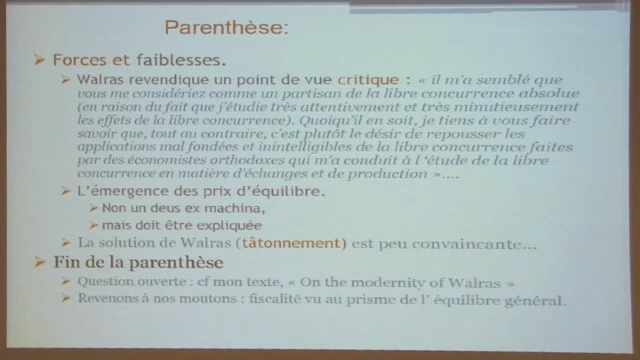 Parenthèse:
Forces et faiblesses.
Walras revendique un point de vue critique : « il m'a semblé que
vous me considériez comme un partisan de la libre concurrence absolue
(en raison du fait que j'étudie très attentivement et très minutieusement
les effets de la libre concurrence). Quoiqu'il en soit, je tiens à vous faire
savoir que, tout au contraire, c'est plutôt le désir de repousser les
applications mal fondées et inintelligibles de la libre concurrence faites
par des économistes orthodoxes qui m'a conduit à l'étude de la libre
concurrence en matière d'échanges et de production »....
L'émergence des prix d'équilibre.
Non un deus ex machina,
mais doit être expliquée
La solution de Walras (tâtonnement) est peu convaincante...
Fin de la parenthèse
Question ouverte : cf mon texte, « On the modernity of Walras »
Revenons à nos moutons : fiscalité vu au prisme de l' équilibre général.